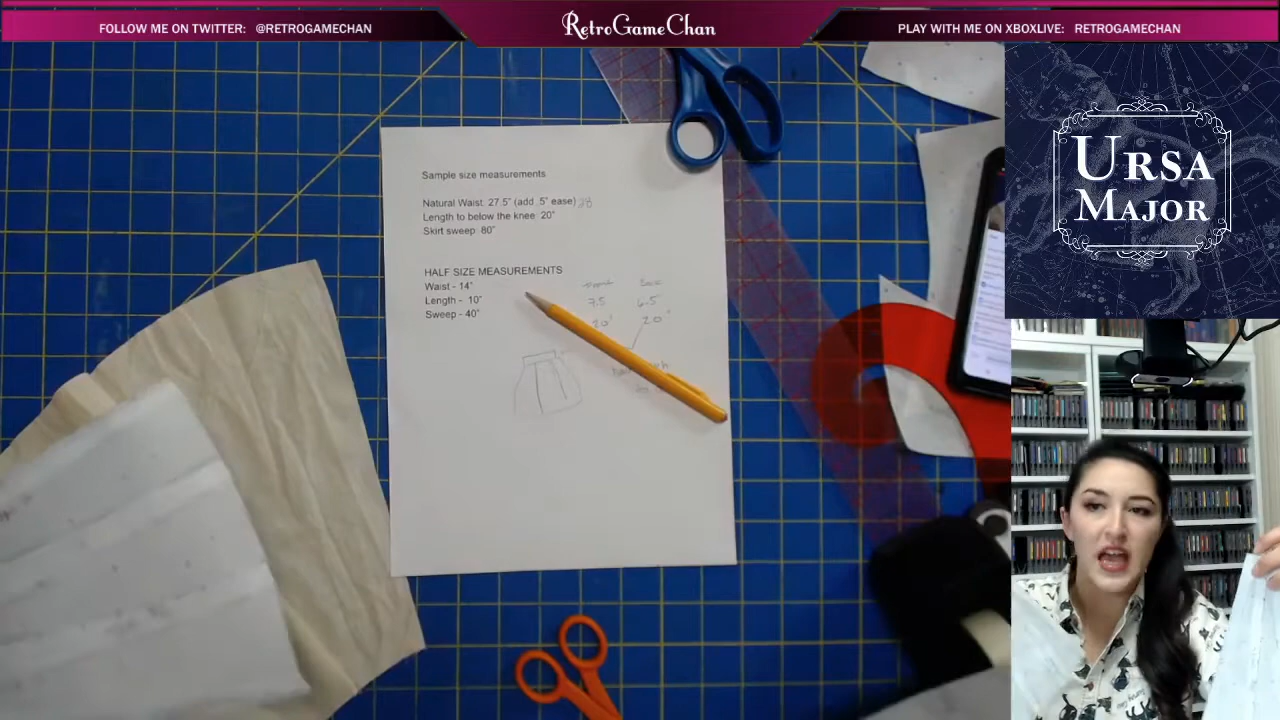 FOLLOW ME ON TWITTER: @RETROGAMECHAN
RetroGameChan
PLAY WITH ME ON XBOXLIVE: RETROGAMECHAN
URSA
MAJOR
Sample size measurements
Natural Waist: 27.5" (add .5" ease) 28
Length to below the knee: 20"
Skirt sweep: 80"
HALF SIZE MEASUREMENTS
Waist - 14"
Length - 10"
Sweep - 40"
Front Back
7.5 6.5
20" 20"